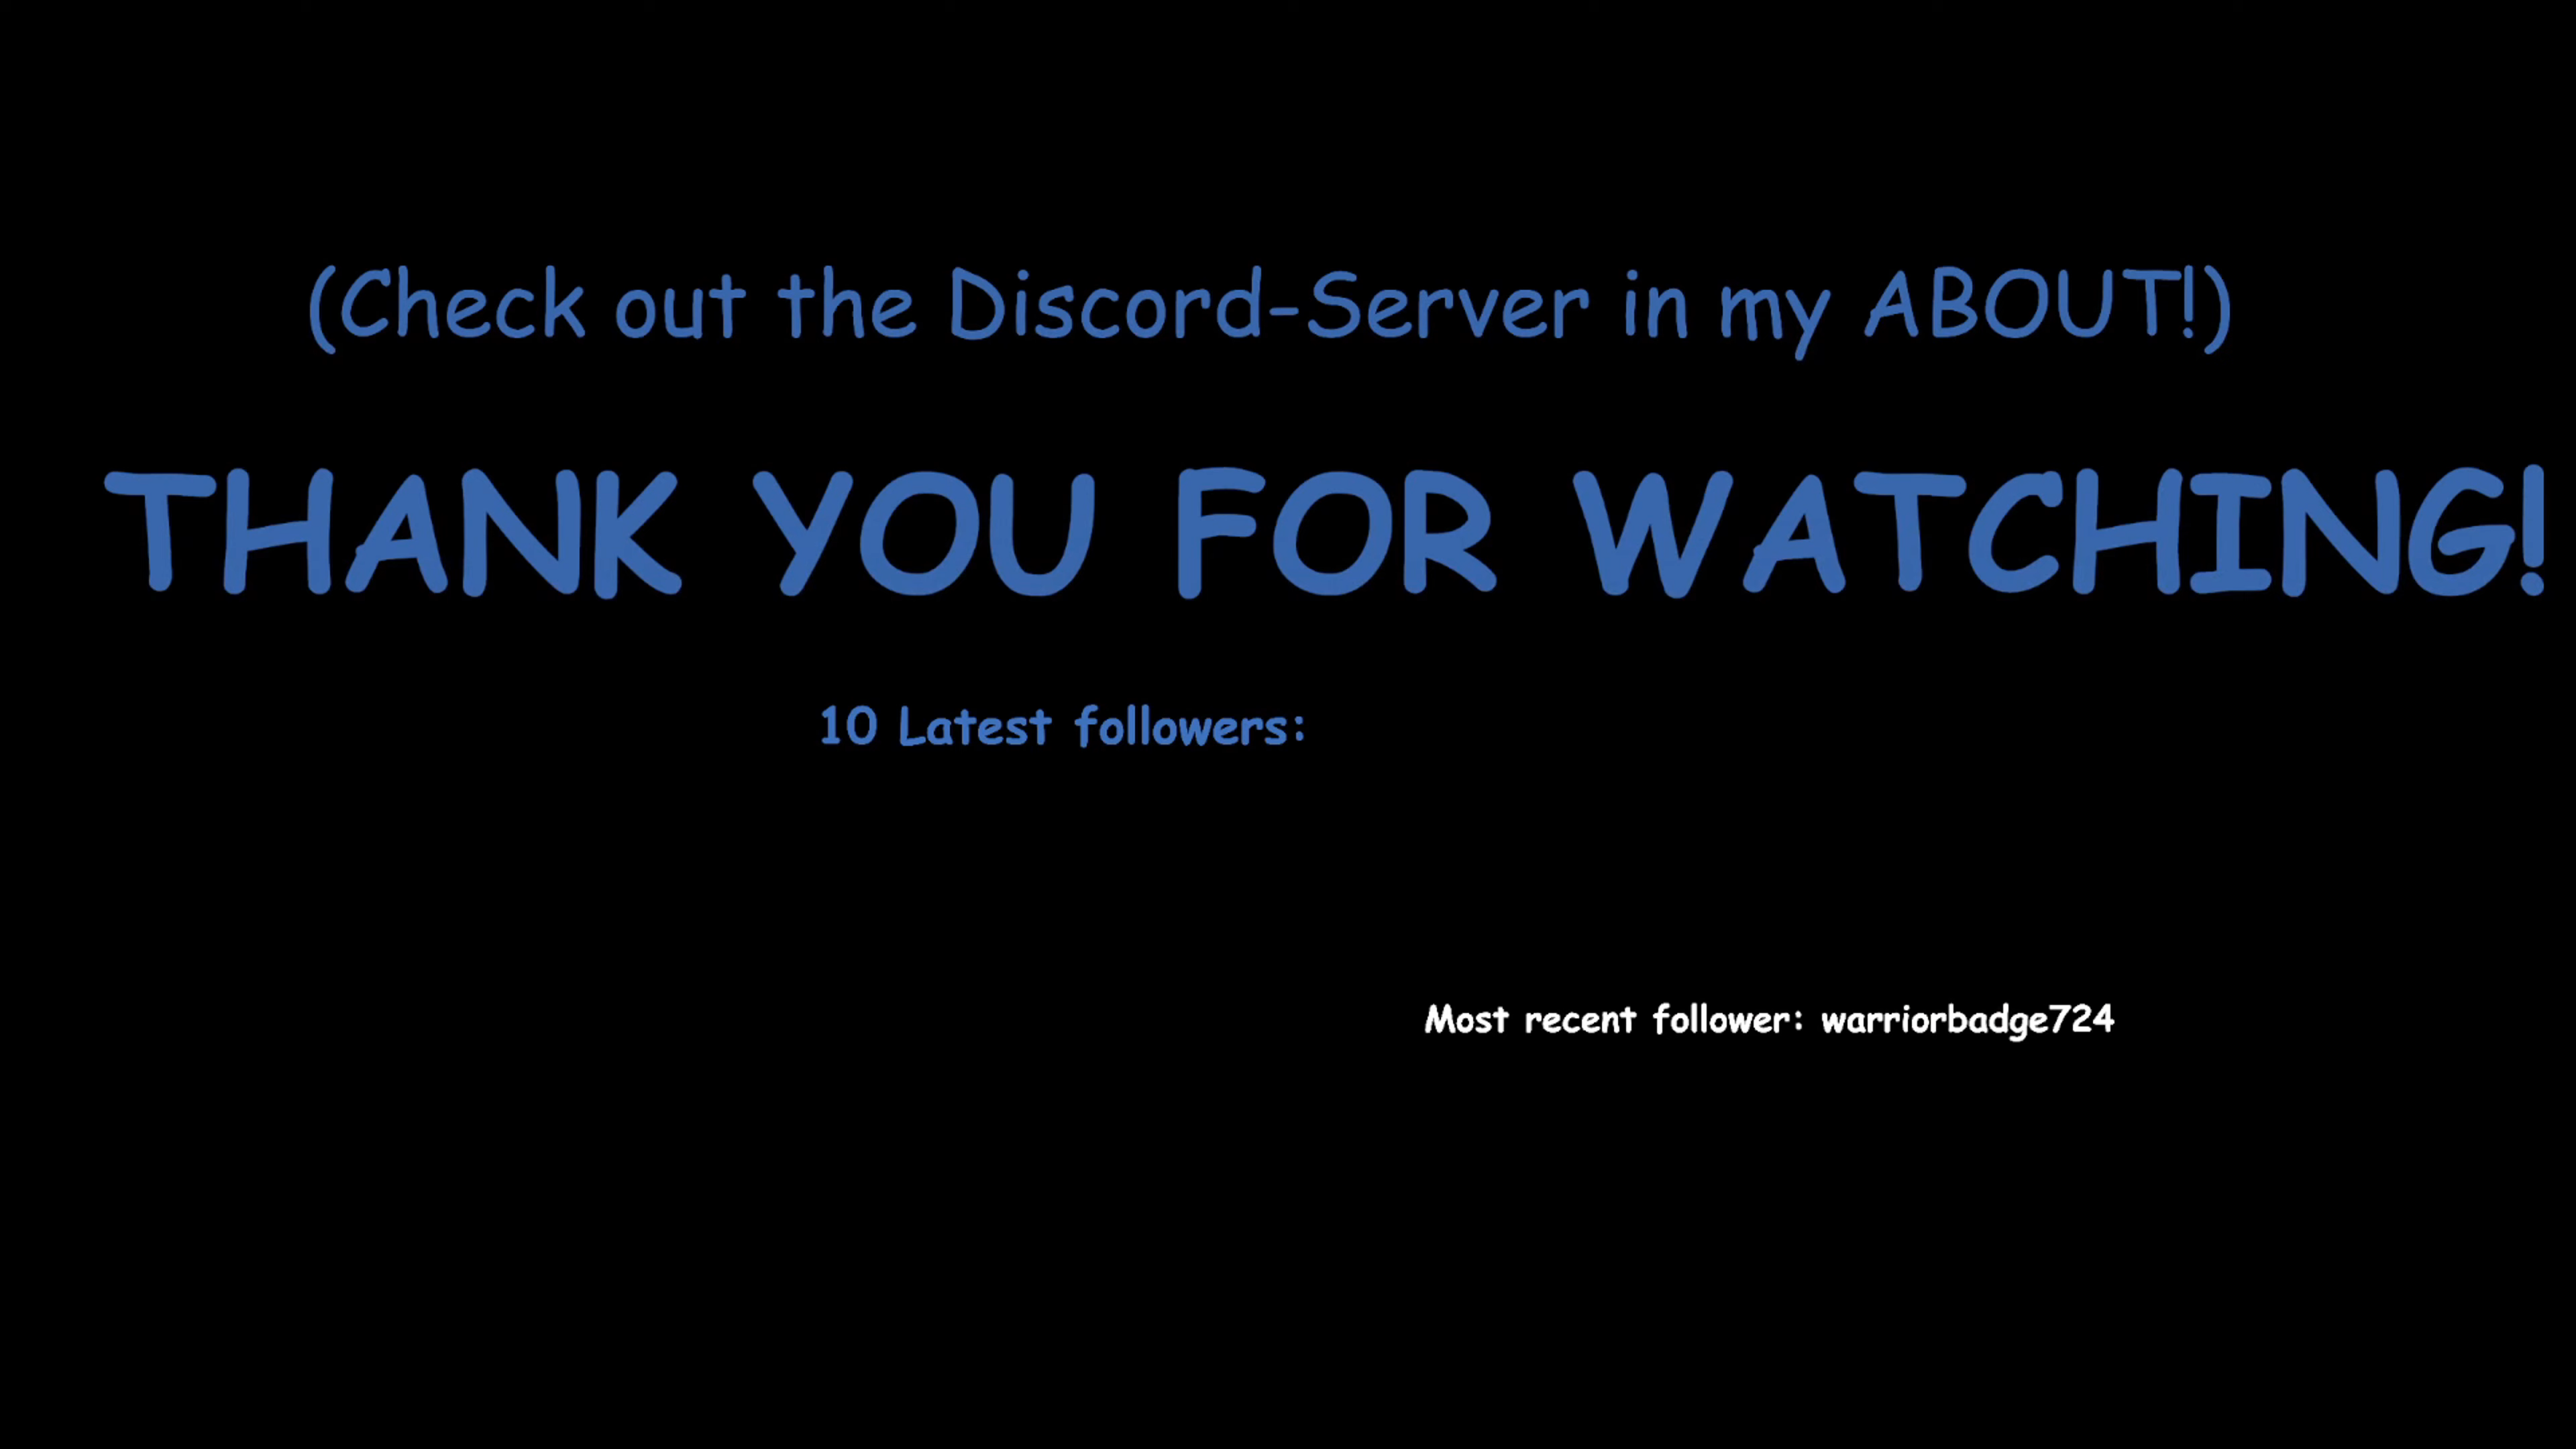 (Check out the Discord-Server in my ABOUT!)
THANK YOU FOR WATCHING!
10 Latest followers:
Most recent follower: warriorbadge724